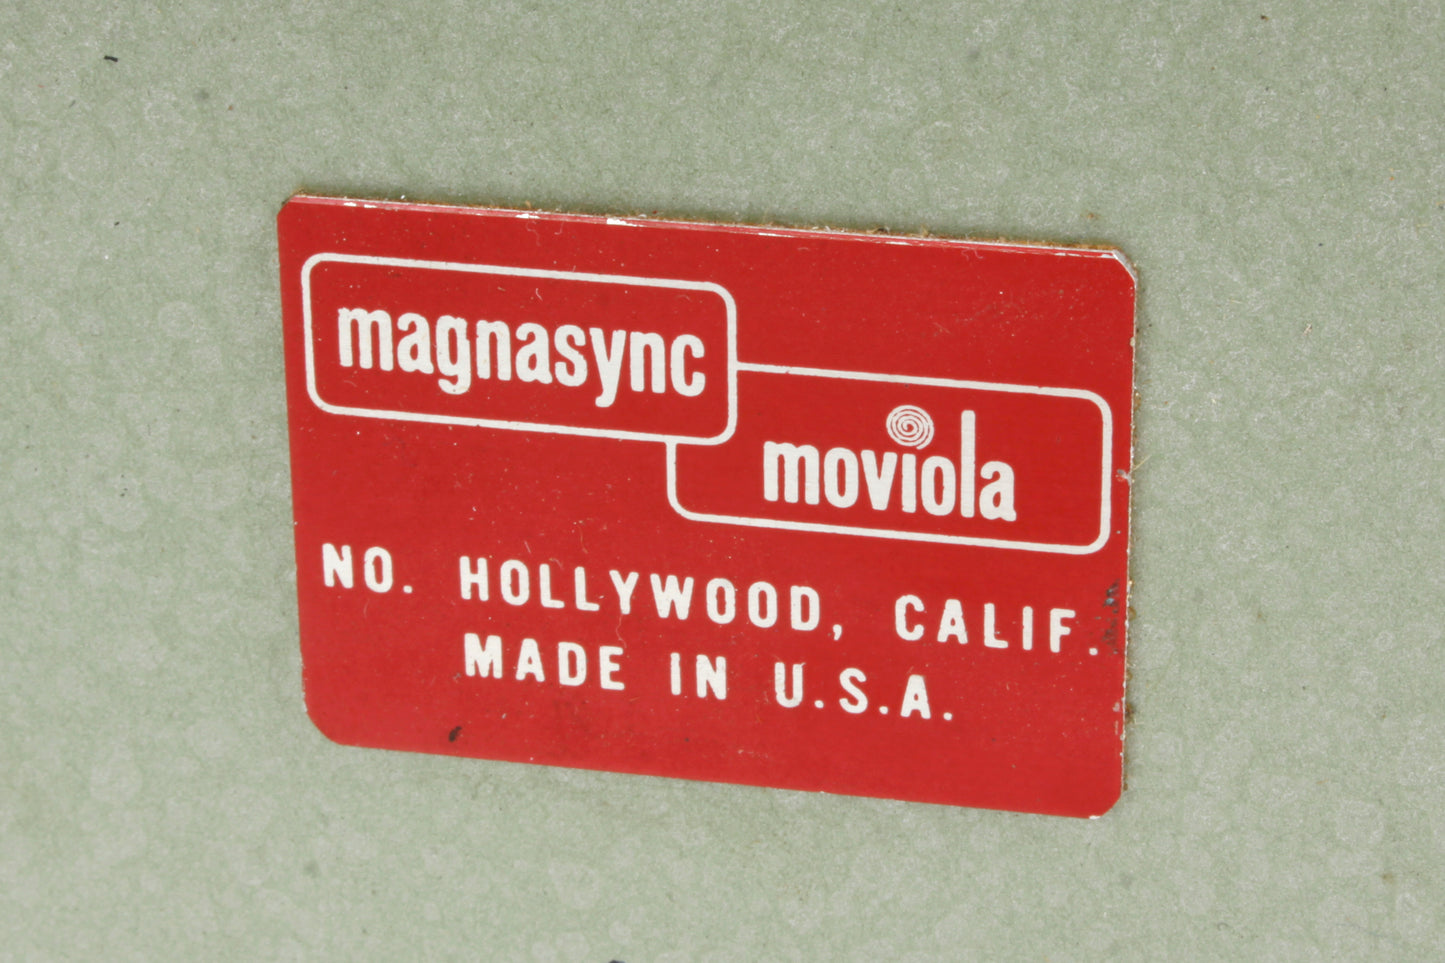 magnasync
moviola
NO. HOLLYWOOD, CALIF.
MADE IN U.S.A.